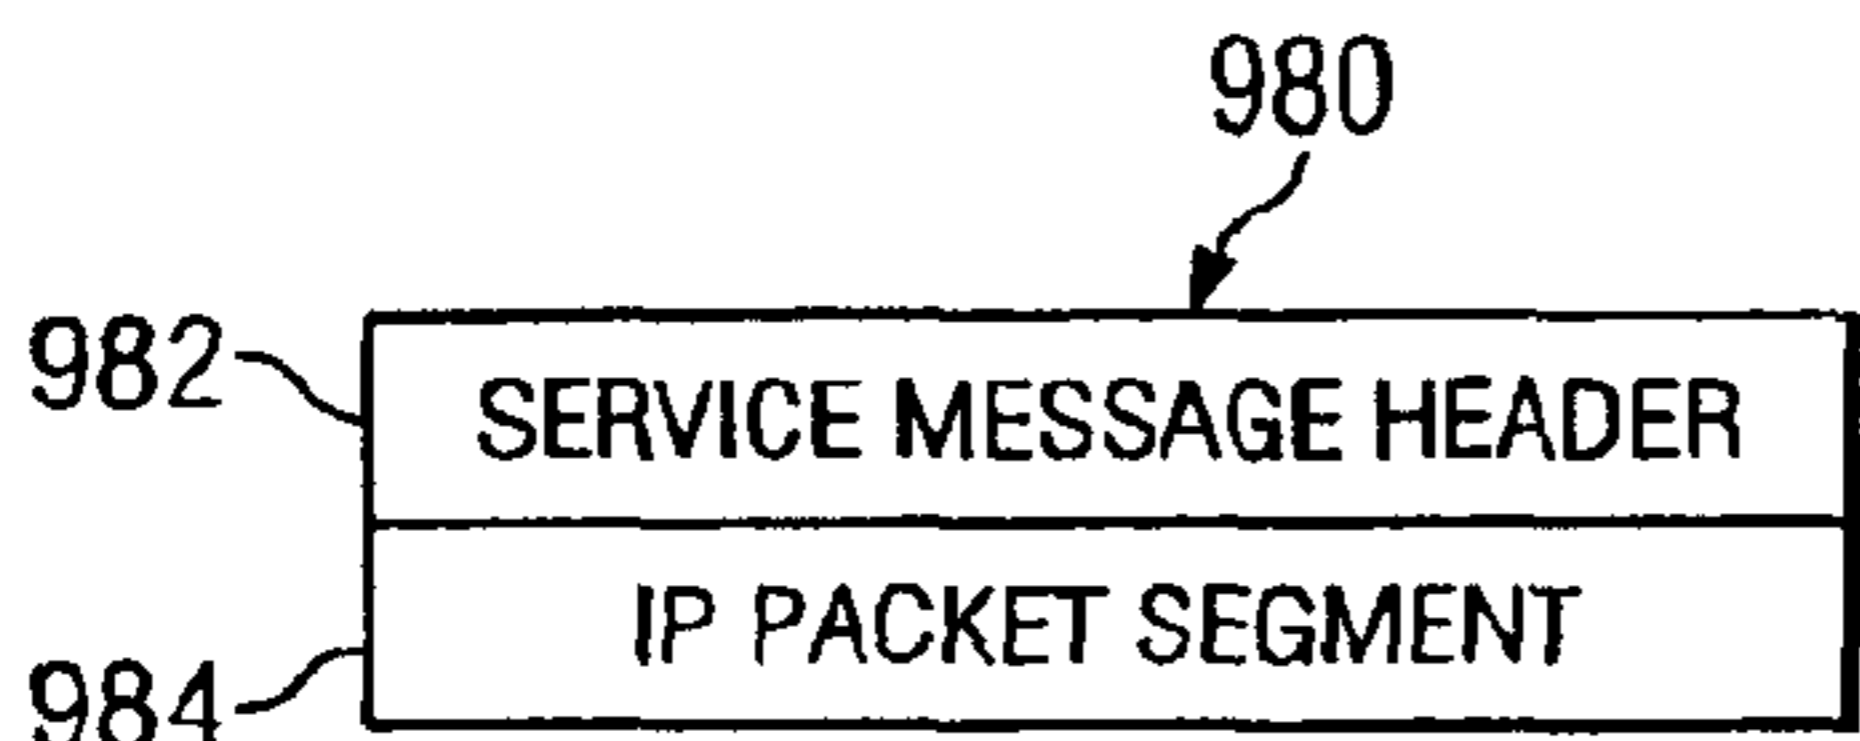 980
982
SERVICE MESSAGE HEADER
IP PACKET SEGMENT
984